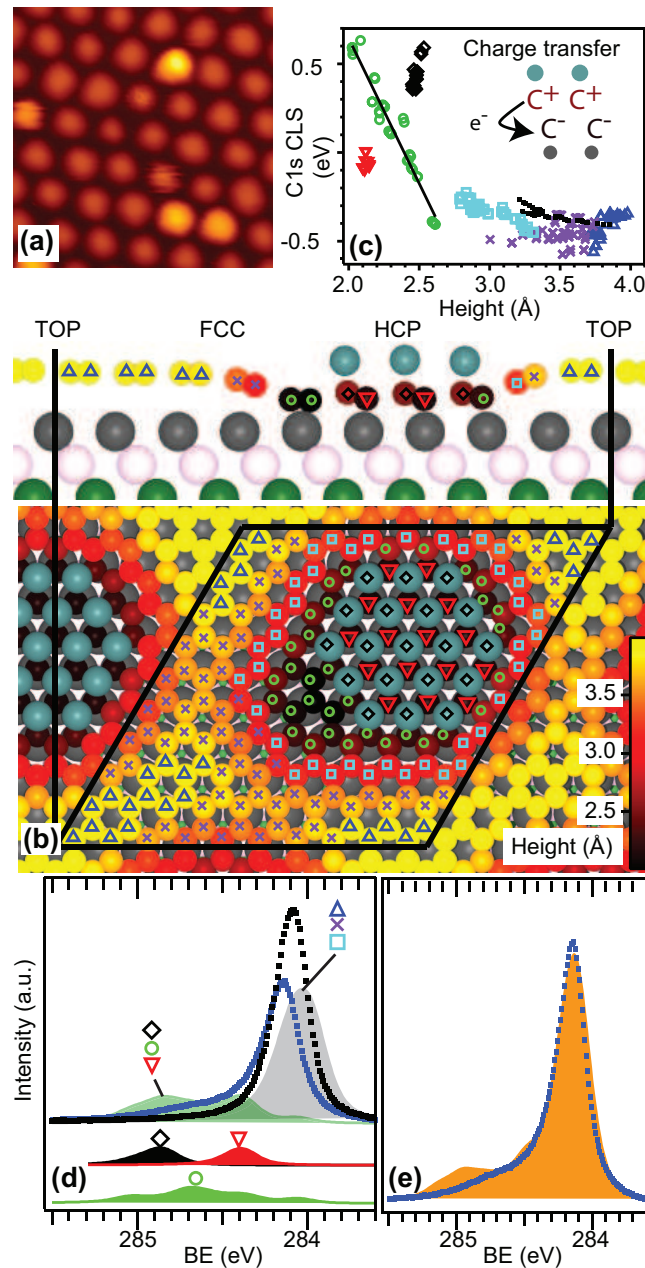 (a)
C1s CLS
(eV)
0.5
-0.5
Charge transfer
C+
C+
e-
C-
C-
(c)
2.0
2.5
3.0
3.5
4.0
Height (Å)
TOP
FCC
HCP
TOP
3.5
3.0
2.5
Height (Å)
(b)
Intensity (a.u.)
(d)
285
284
BE (eV)
(e)
285
284
BE (eV)